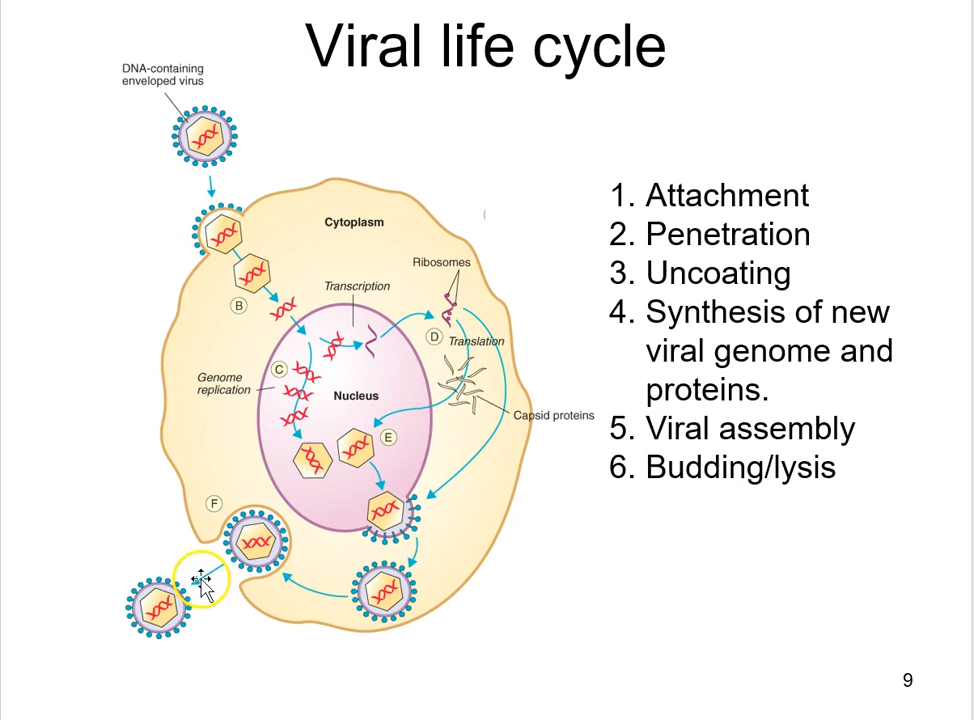 Viral life cycle
DNA-containing
enveloped virus
Cytoplasm
Ribosomes
Transcription
B
D
Translation
C
Genome
replication
Nucleus
Capsid proteins
E
F
1. Attachment
2. Penetration
3. Uncoating
4. Synthesis of new
viral genome and
proteins.
5. Viral assembly
6. Budding/lysis
9